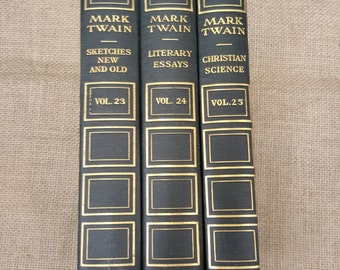 MARK
TWAIN
SKETCHES
NEW
AND OLD
VOL. 23
MARK
TWAIN
LITERARY
ESSAYS
VOL. 24
MARK
TWAIN
CHRISTIAN
SCIENCE
VOL. 25